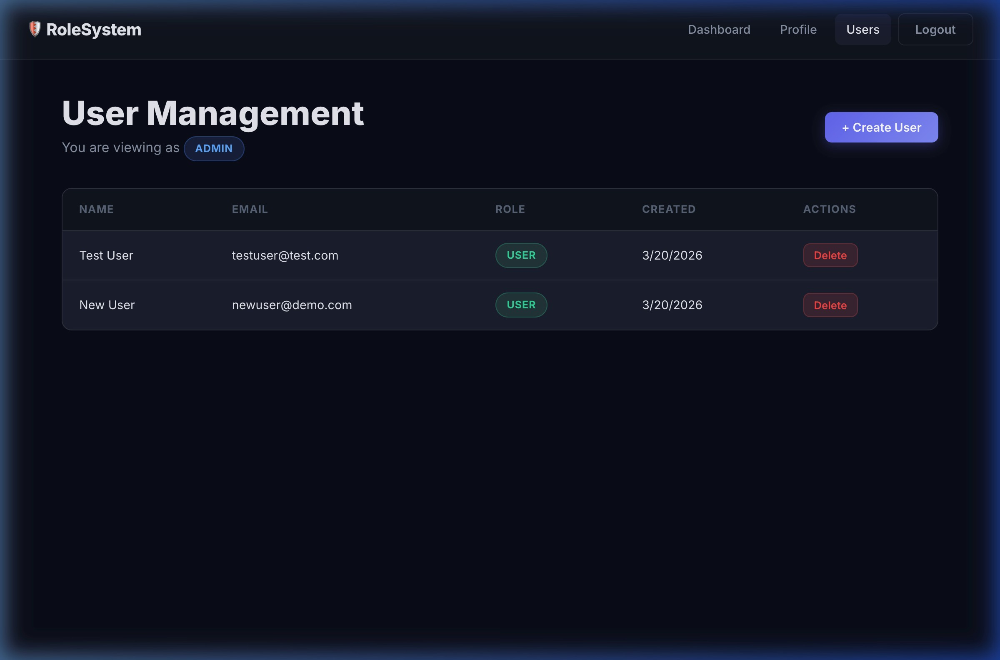 RoleSystem Dashboard Profile Users Logout
User Management
You are viewing as ADMIN
+ Create User
NAME EMAIL ROLE CREATED ACTIONS
Test User testuser@test.com USER 3/20/2026 Delete
New User newuser@demo.com USER 3/20/2026 Delete